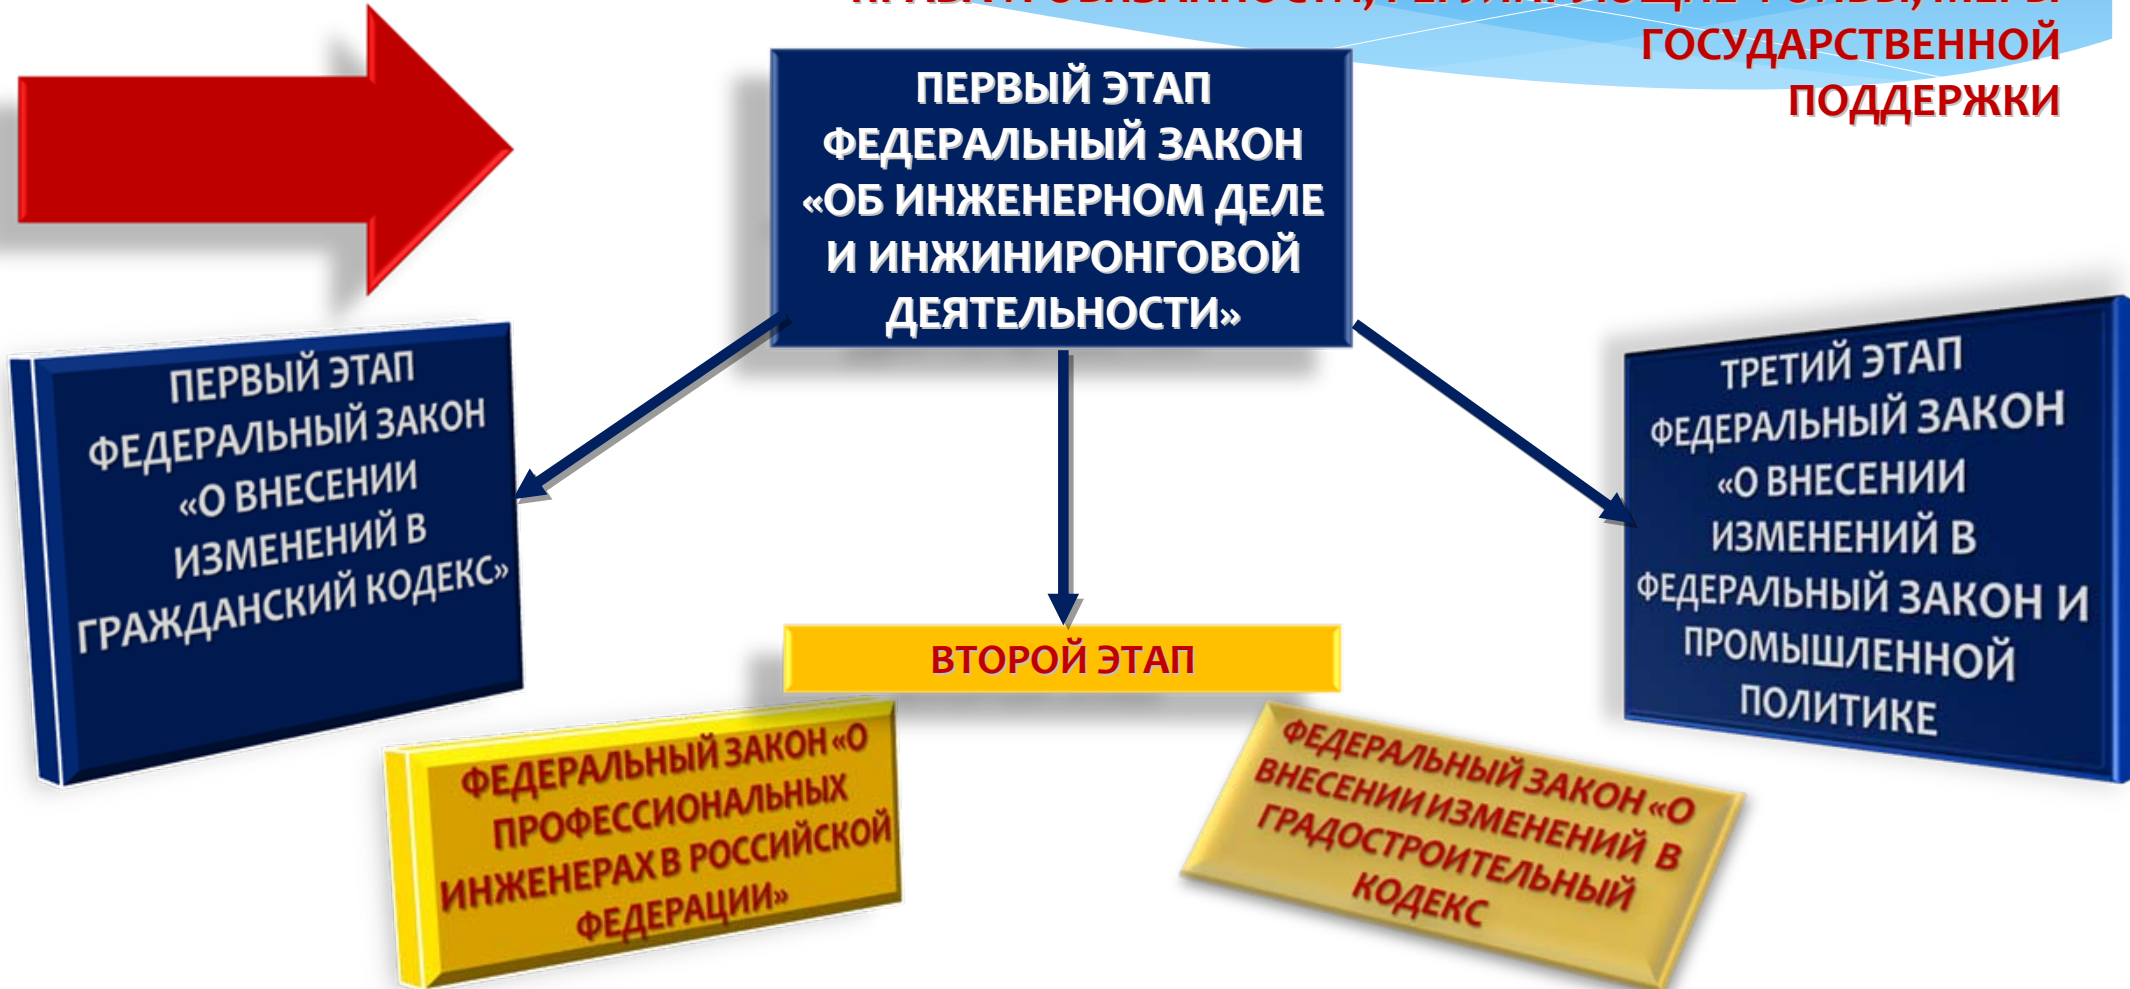 ГОСУДАРСТВЕННОЙ
ПОДДЕРЖКИ
ПЕРВЫЙ ЭТАП
ФЕДЕРАЛЬНЫЙ ЗАКОН
«ОБ ИНЖЕНЕРНОМ ДЕЛЕ
И ИНЖИНИРОНГОВОЙ
ДЕЯТЕЛЬНОСТИ»
ПЕРВЫЙ ЭТАП
ФЕДЕРАЛЬНЫЙ ЗАКОН
«О ВНЕСЕНИИ
ИЗМЕНЕНИЙ В
ГРАЖДАНСКИЙ КОДЕКС»
ТРЕТИЙ ЭТАП
ФЕДЕРАЛЬНЫЙ ЗАКОН
«О ВНЕСЕНИИ
ИЗМЕНЕНИЙ В
ФЕДЕРАЛЬНЫЙ ЗАКОН И
ПРОМЫШЛЕННОЙ
ПОЛИТИКЕ
ВТОРОЙ ЭТАП
ФЕДЕРАЛЬНЫЙ ЗАКОН «О
ПРОФЕССИОНАЛЬНЫХ
ИНЖЕНЕРАХ В РОССИЙСКОЙ
ФЕДЕРАЦИИ»
ФЕДЕРАЛЬНЫЙ ЗАКОН «О
ВНЕСЕНИИ ИЗМЕНЕНИЙ В
ГРАДОСТРОИТЕЛЬНЫЙ
КОДЕКС